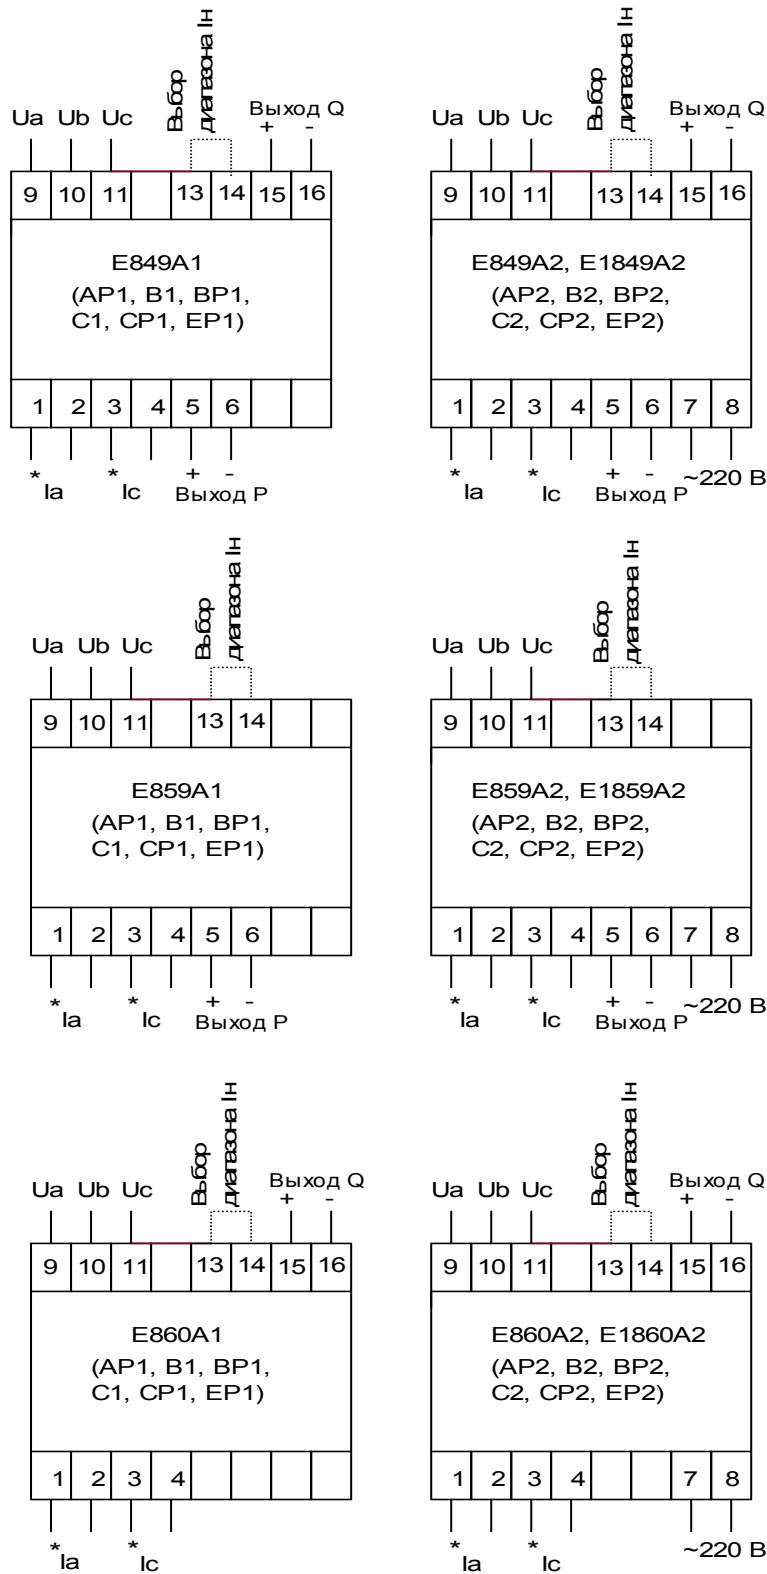 Выбор
диапазона Iн
Ua Ub Uc
Выход Q
+ -
9 10 11 13 14 15 16
E849A1
(AP1, B1, BP1,
C1, CP1, EP1)
1 2 3 4 5 6
* Ia * Ic + -
Выход P
Выбор
диапазона Iн
Ua Ub Uc
Выход Q
+ -
9 10 11 13 14 15 16
E849A2, E1849A2
(AP2, B2, BP2,
C2, CP2, EP2)
1 2 3 4 5 6 7 8
* Ia * Ic + - ~220 В
Выход P
Выбор
диапазона Iн
Ua Ub Uc
9 10 11 13 14
E859A1
(AP1, B1, BP1,
C1, CP1, EP1)
1 2 3 4 5 6
* Ia * Ic + -
Выход P
Выбор
диапазона Iн
Ua Ub Uc
9 10 11 13 14
E859A2, E1859A2
(AP2, B2, BP2,
C2, CP2, EP2)
1 2 3 4 5 6 7 8
* Ia * Ic + - ~220 В
Выход P
Выбор
диапазона Iн
Ua Ub Uc
Выход Q
+ -
9 10 11 13 14 15 16
E860A1
(AP1, B1, BP1,
C1, CP1, EP1)
1 2 3 4
* Ia * Ic
Выбор
диапазона Iн
Ua Ub Uc
Выход Q
+ -
9 10 11 13 14 15 16
E860A2, E1860A2
(AP2, B2, BP2,
C2, CP2, EP2)
1 2 3 4 7 8
* Ia * Ic ~220 В